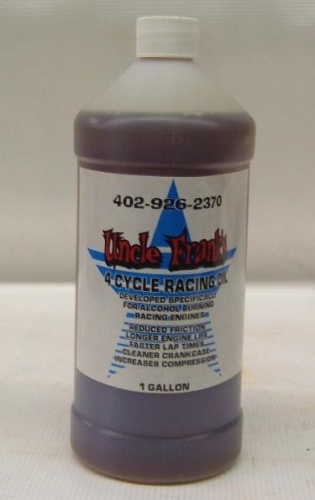 402-926-2370
Uncle Frank's
4 CYCLE RACING OIL
DEVELOPED SPECIFICALLY
FOR ALCOHOL BURNING
RACING ENGINES
REDUCED FRICTION
LONGER ENGINE LIFE
FASTER LAP TIMES
CLEANER CRANKCASE
INCREASES COMPRESSION
1 GALLON